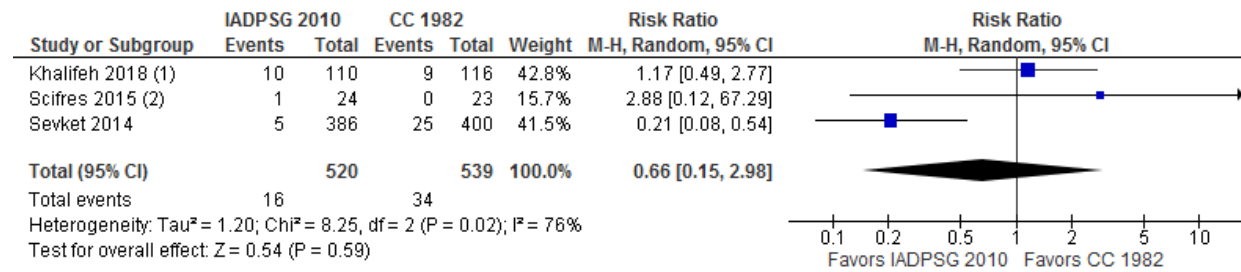 IADPSG 2010 CC 1982 Risk Ratio Risk Ratio
Study or Subgroup Events Total Events Total Weight M-H, Random, 95% CI M-H, Random, 95% CI
Khalifeh 2018 (1) 10 110 9 116 42.8% 1.17 [0.49, 2.77]
Scifres 2015 (2) 1 24 0 23 15.7% 2.88 [0.12, 67.29]
Sevket 2014 5 386 25 400 41.5% 0.21 [0.08, 0.54]
Total (95% CI) 520 539 100.0% 0.66 [0.15, 2.98]
Total events 16 34
Heterogeneity: Tau² = 1.20; Chi² = 8.25, df = 2 (P = 0.02); I² = 76%
Test for overall effect: Z = 0.54 (P = 0.59)
0.1 0.2 0.5 1 2 5 10
Favors IADPSG 2010 Favors CC 1982